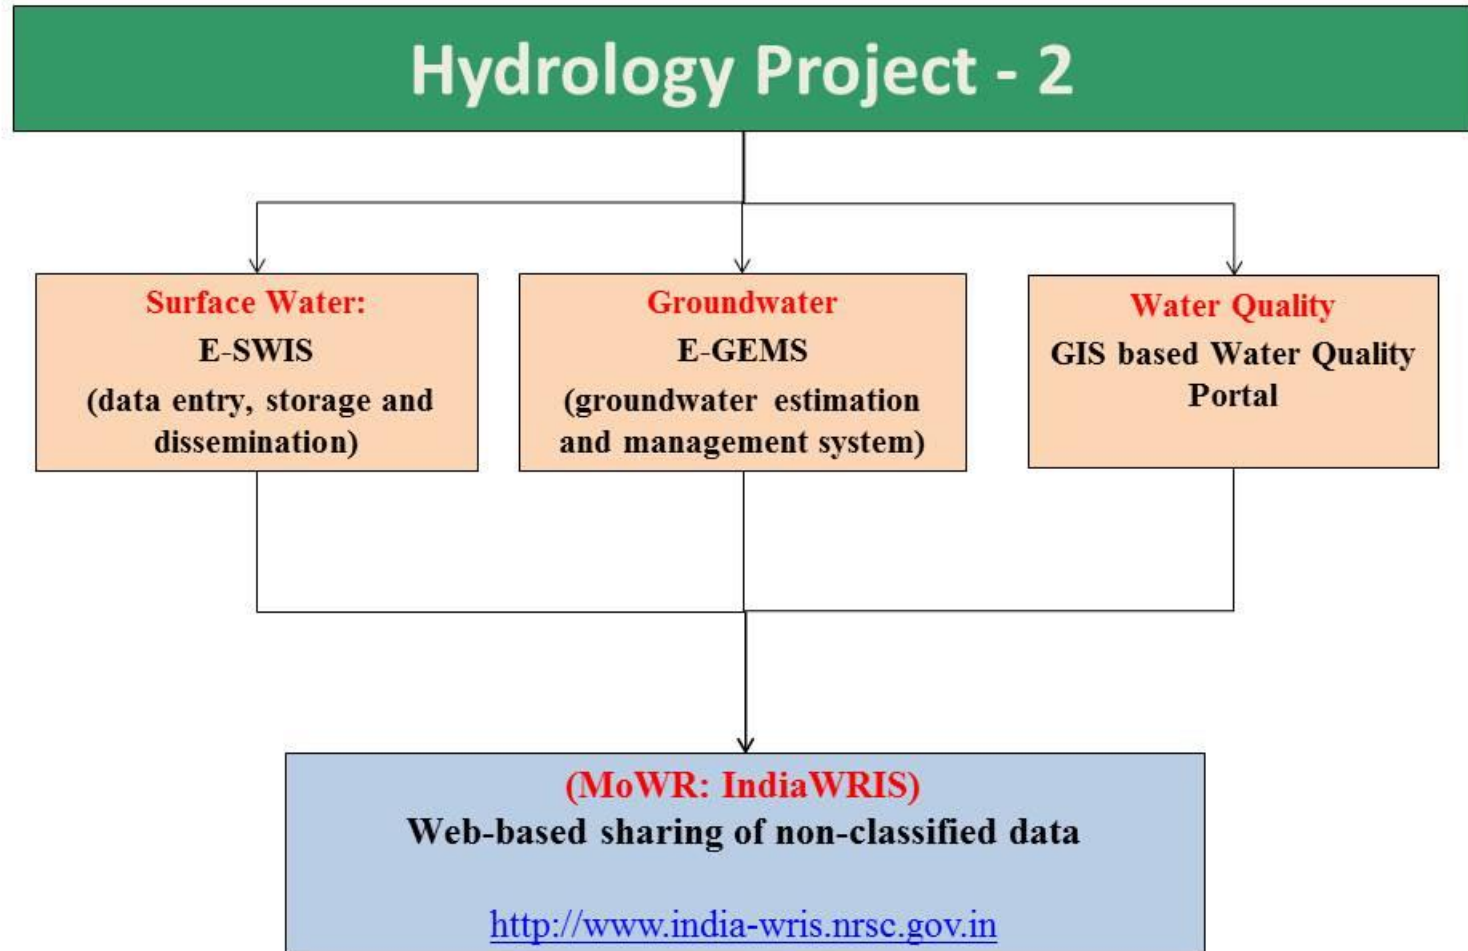 Hydrology Project - 2
Surface Water:
E-SWIS
(data entry, storage and
dissemination)
Groundwater
E-GEMS
(groundwater estimation
and management system)
Water Quality
GIS based Water Quality
Portal
(MoWR: IndiaWRIS)
Web-based sharing of non-classified data
http://www.india-wris.nrsc.gov.in